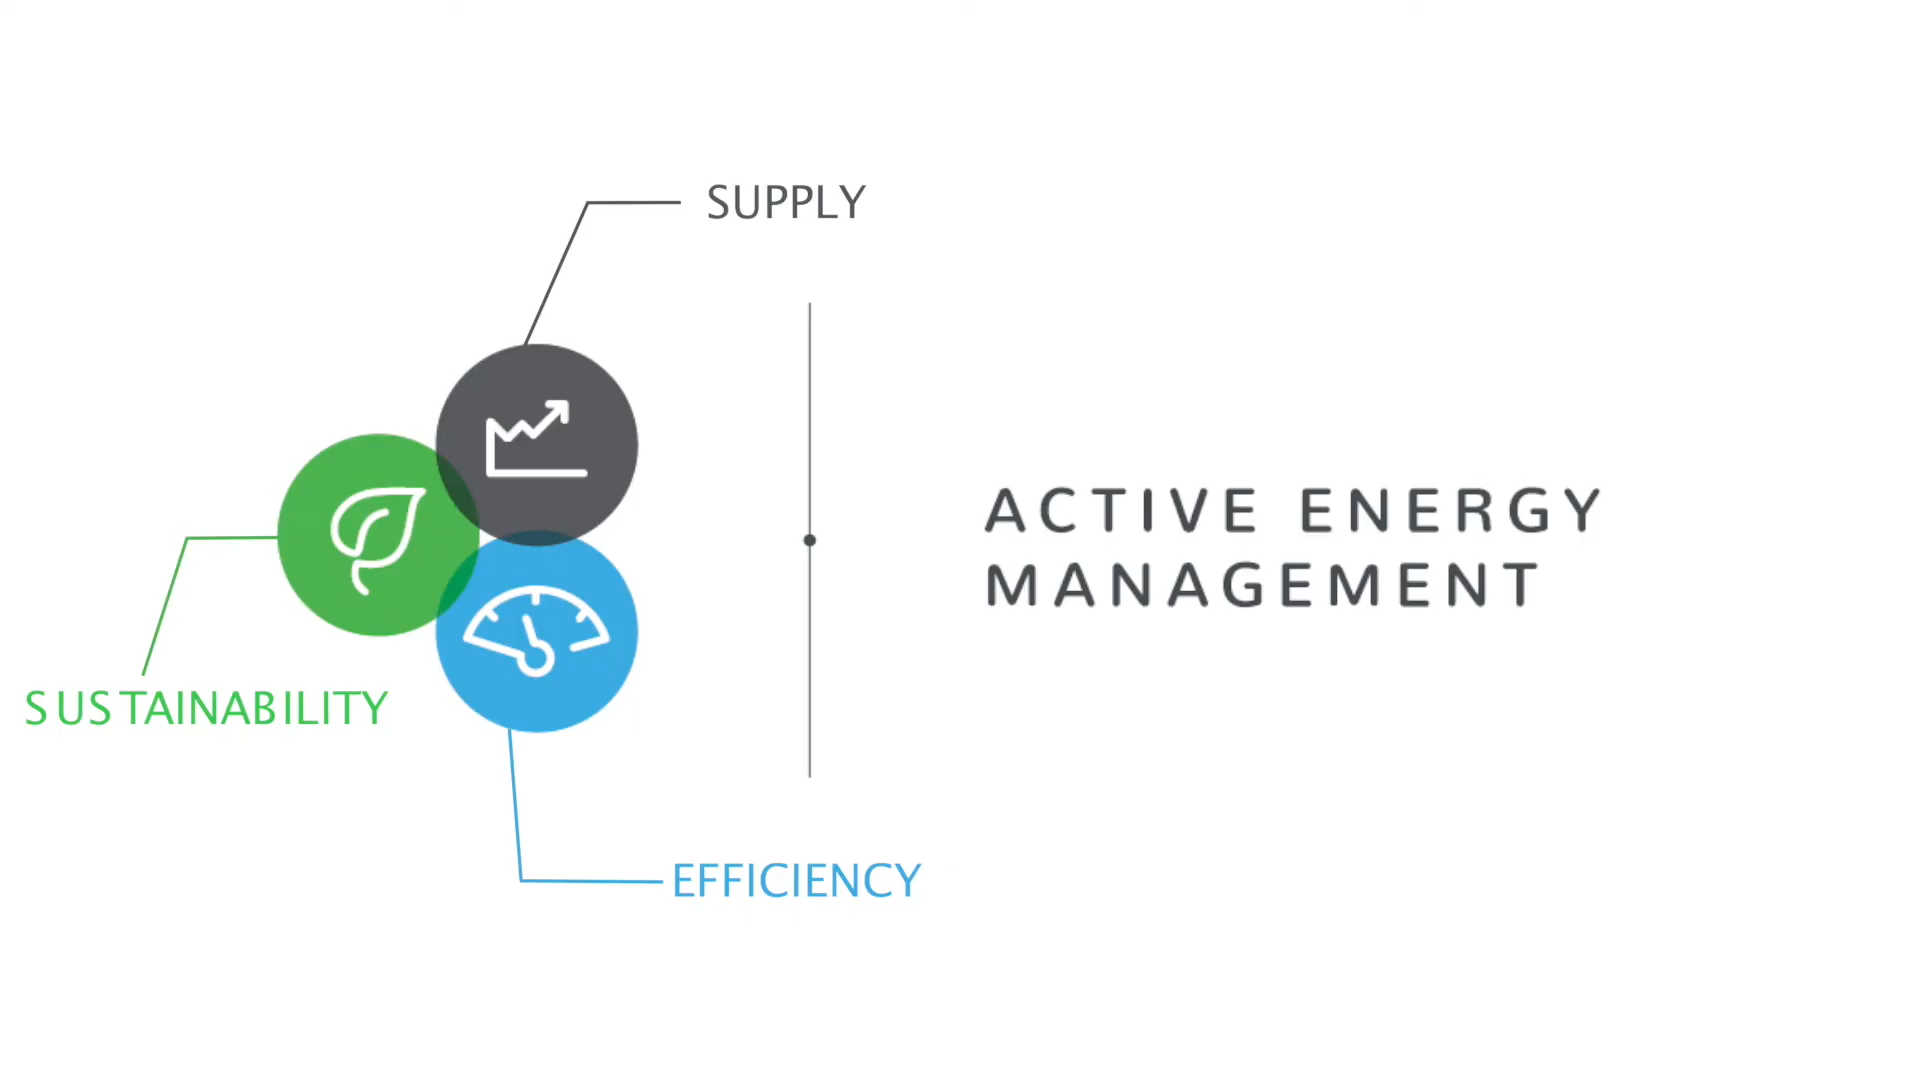 SUPPLY
ACTIVE ENERGY
MANAGEMENT
SUSTAINABILITY
EFFICIENCY